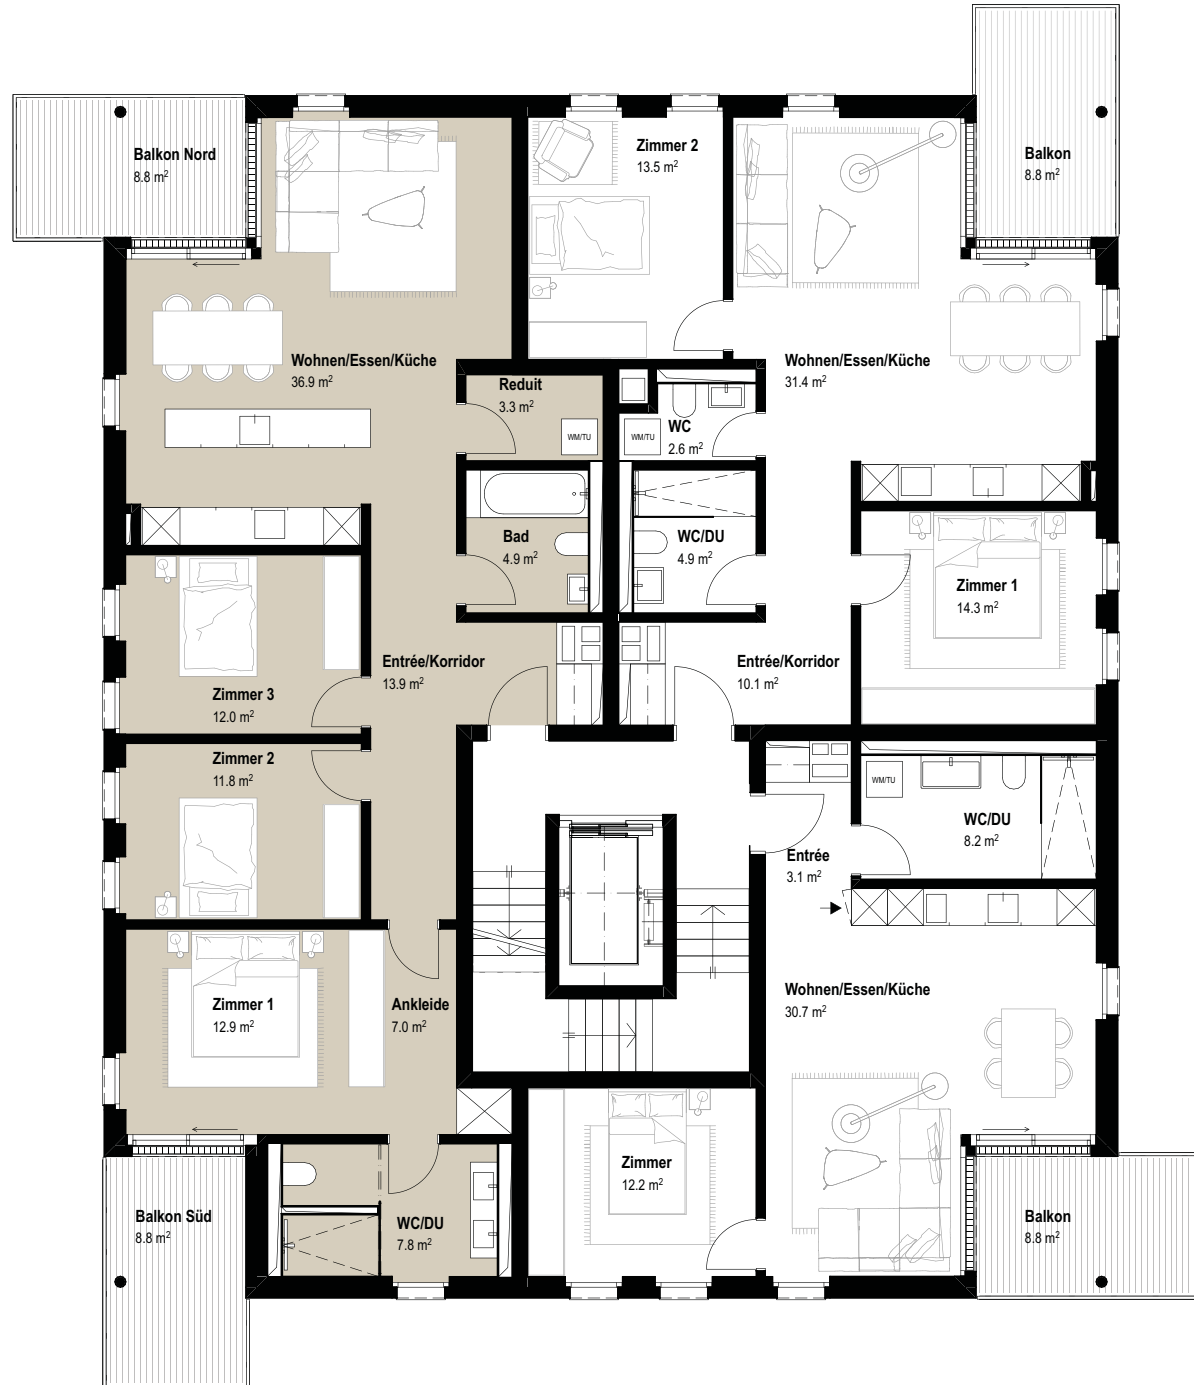 Balkon Nord
8.8 m²
Zimmer 2
13.5 m²
Balkon
8.8 m²
Wohnen/Essen/Küche
36.9 m²
Wohnen/Essen/Küche
31.4 m²
Reduit
3.3 m²
WM/TU
WM/TU
WC
2.6 m²
Bad
4.9 m²
WC/DU
4.9 m²
Zimmer 1
14.3 m²
Entrée/Korridor
13.9 m²
Entrée/Korridor
10.1 m²
Zimmer 3
12.0 m²
Zimmer 2
11.8 m²
WM/TU
WC/DU
8.2 m²
Entrée
3.1 m²
Zimmer 1
12.9 m²
Ankleide
7.0 m²
Wohnen/Essen/Küche
30.7 m²
Zimmer
12.2 m²
Balkon Süd
8.8 m²
WC/DU
7.8 m²
Balkon
8.8 m²